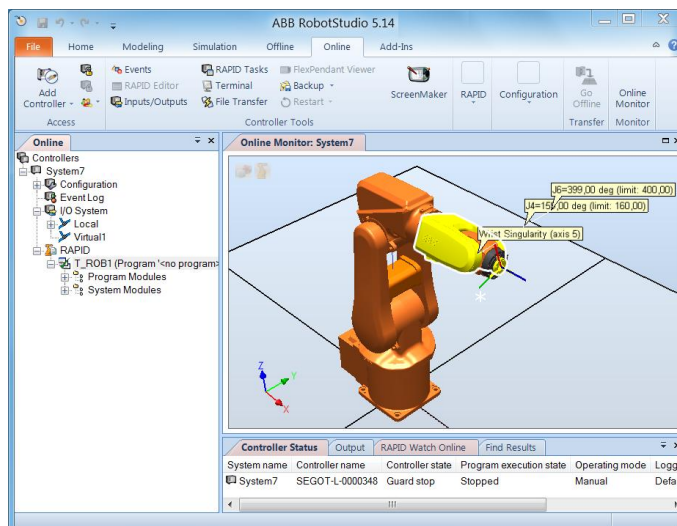 ABB RobotStudio 5.14
File Home Modeling Simulation Offline Online Add-Ins
Add Controller
Events
RAPID Editor
Inputs/Outputs
RAPID Tasks
Terminal
File Transfer
FlexPendant Viewer
Backup
Restart
ScreenMaker
RAPID
Configuration
Go Offline
Online Monitor
Access Controller Tools Transfer Monitor
Online
Controllers
System7
Configuration
Event Log
I/O System
Local
Virtual1
RAPID
T_ROB1 (Program '<no program>
Program Modules
System Modules
Online Monitor: System7
J6=399,00 deg (limit: 400,00)
00 deg (limit: 160,00)
Wrist Singularity (axis 5)
Z
Y
X
Controller Status Output RAPID Watch Online Find Results
System name Controller name Controller state Program execution state Operating mode Logg
System7 SEGOT-L-0000348 Guard stop Stopped Manual Defa